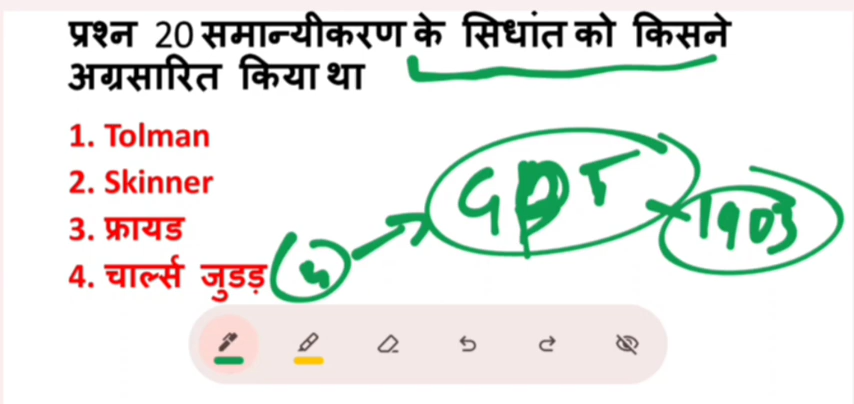 प्रश्न 20 समान्यीकरण के सिधांत को किसने
अग्रसारित किया था
1. Tolman
2. Skinner
3. फ्रायड
4. चार्ल्स जुडड़
1903